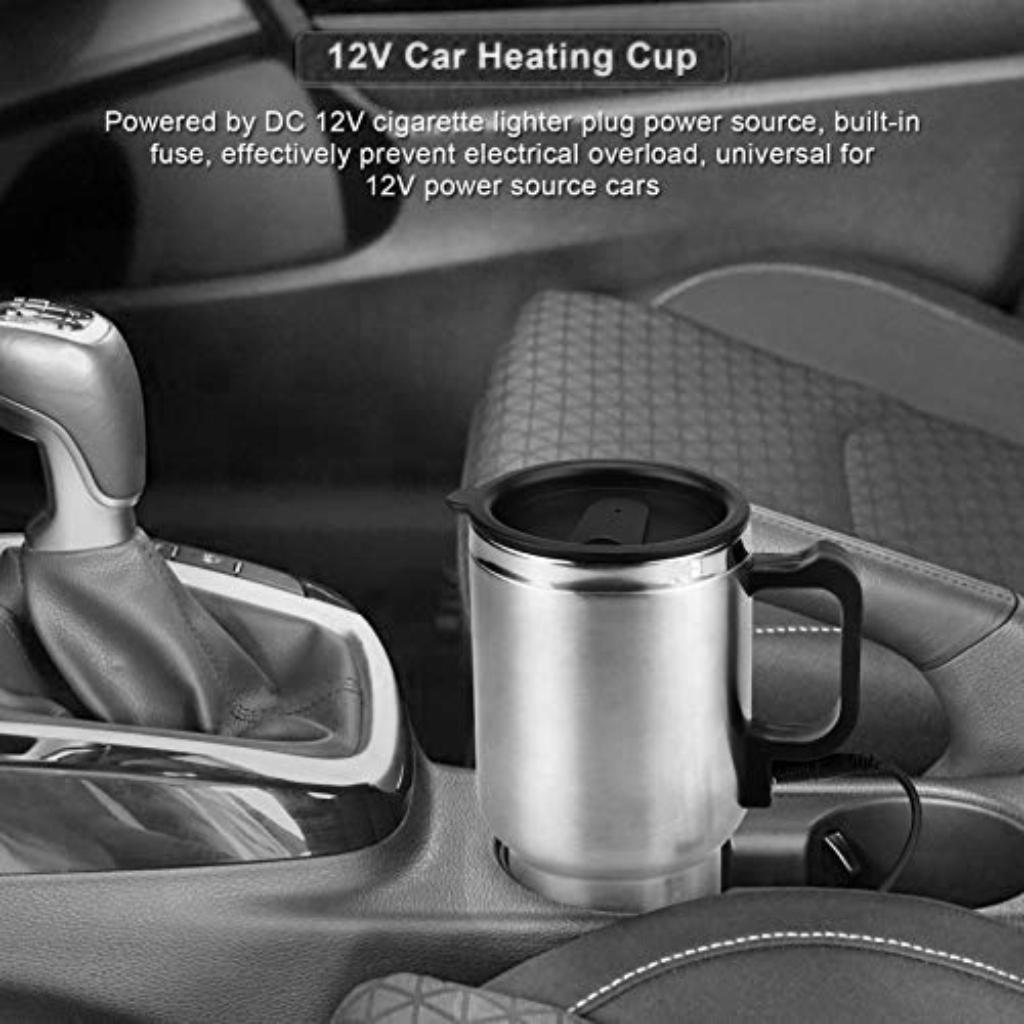 12V Car Heating Cup
Powered by DC 12V cigarette lighter plug power source, built-in
fuse, effectively prevent electrical overload, universal for
12V power source cars